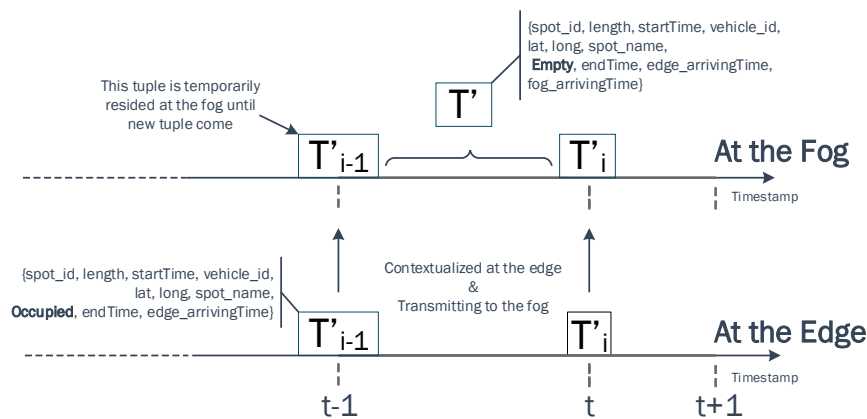 {spot_id, length, startTime, vehicle_id,
lat, long, spot_name,
Empty, endTime, edge_arrivingTime,
fog_arrivingTime}
This tuple is temporarily
resided at the fog until
new tuple come
T'
T'i-1
T'i
At the Fog
Timestamp
{spot_id, length, startTime, vehicle_id,
lat, long, spot_name,
Occupied, endTime, edge_arrivingTime}
Contextualized at the edge
&
Transmitting to the fog
T'i-1
T'i
At the Edge
Timestamp
t-1
t
t+1